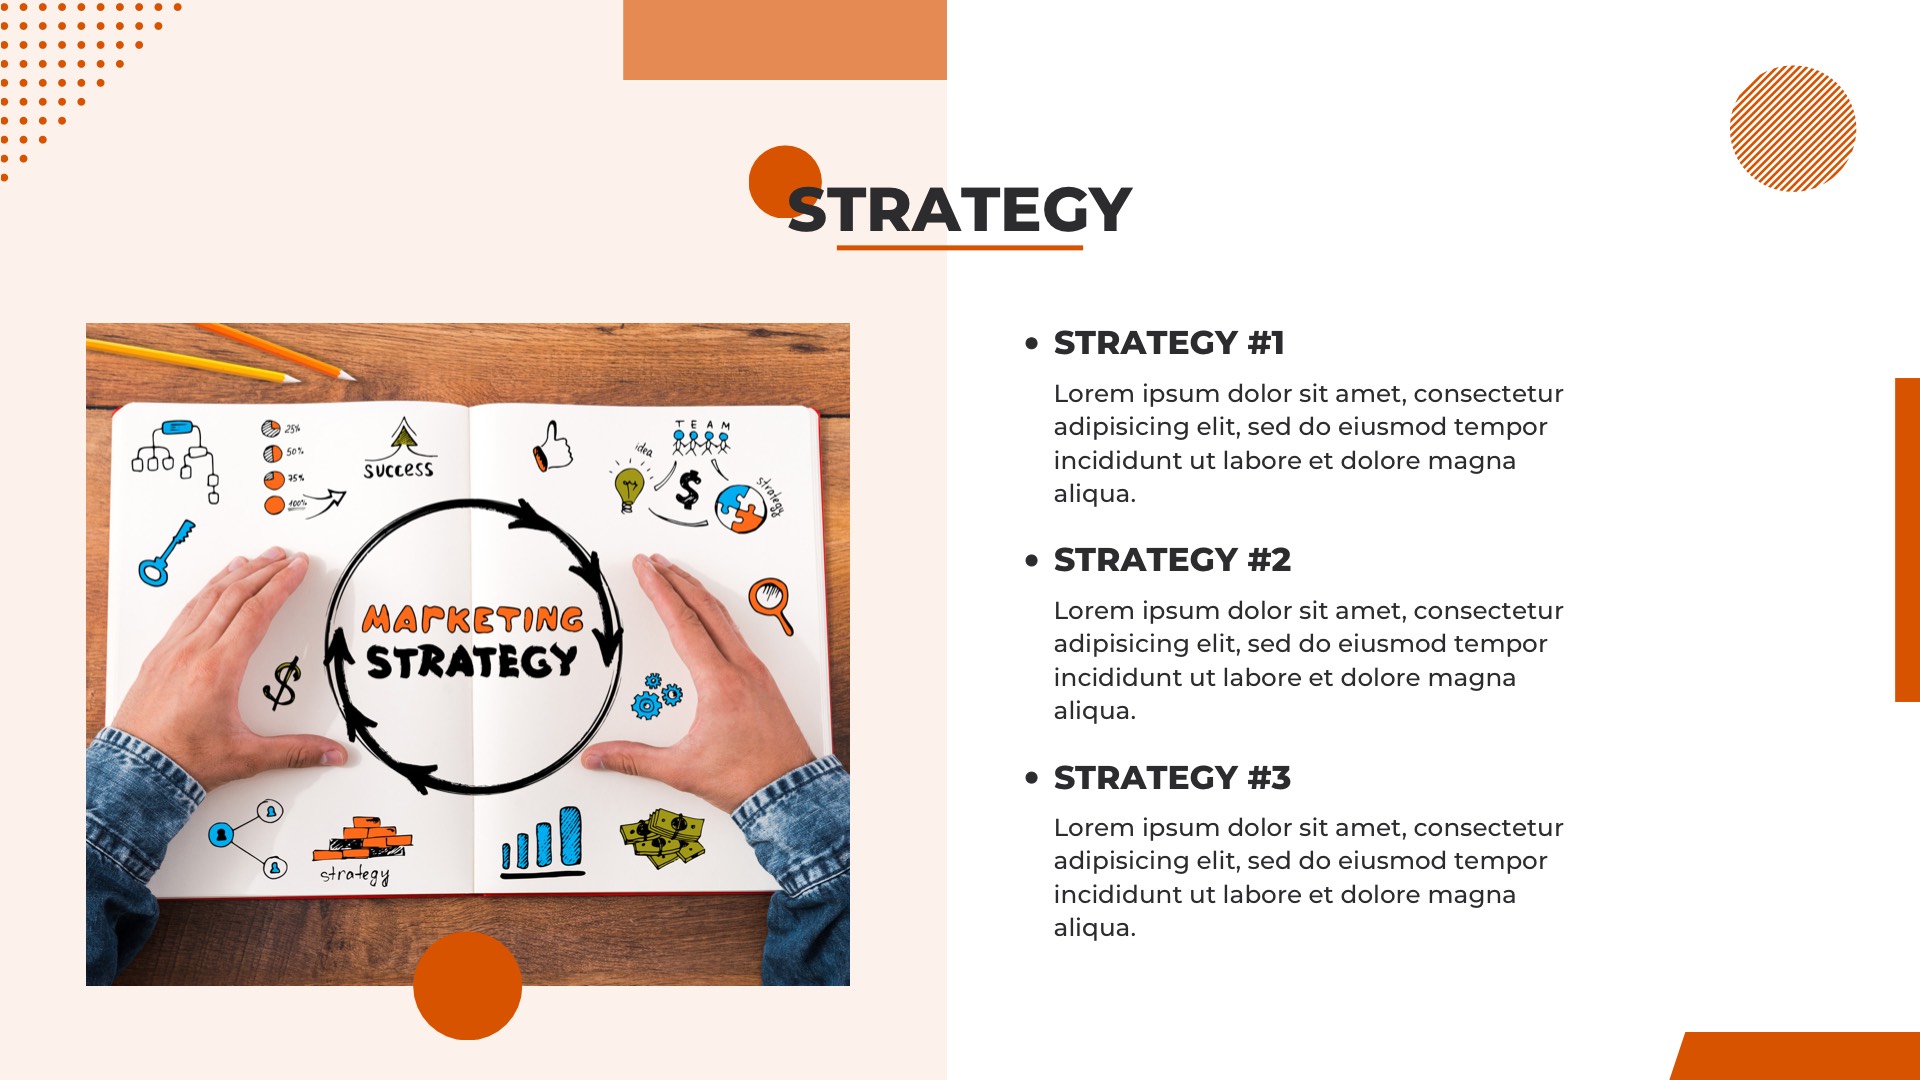 STRATEGY
25%
50%
75%
100%
SUCCESS
idea
TEAM
$
strategy
MARKETING
STRATEGY
$
strategy
• STRATEGY #1
Lorem ipsum dolor sit amet, consectetur
adipisicing elit, sed do eiusmod tempor
incididunt ut labore et dolore magna
aliqua.
• STRATEGY #2
Lorem ipsum dolor sit amet, consectetur
adipisicing elit, sed do eiusmod tempor
incididunt ut labore et dolore magna
aliqua.
• STRATEGY #3
Lorem ipsum dolor sit amet, consectetur
adipisicing elit, sed do eiusmod tempor
incididunt ut labore et dolore magna
aliqua.